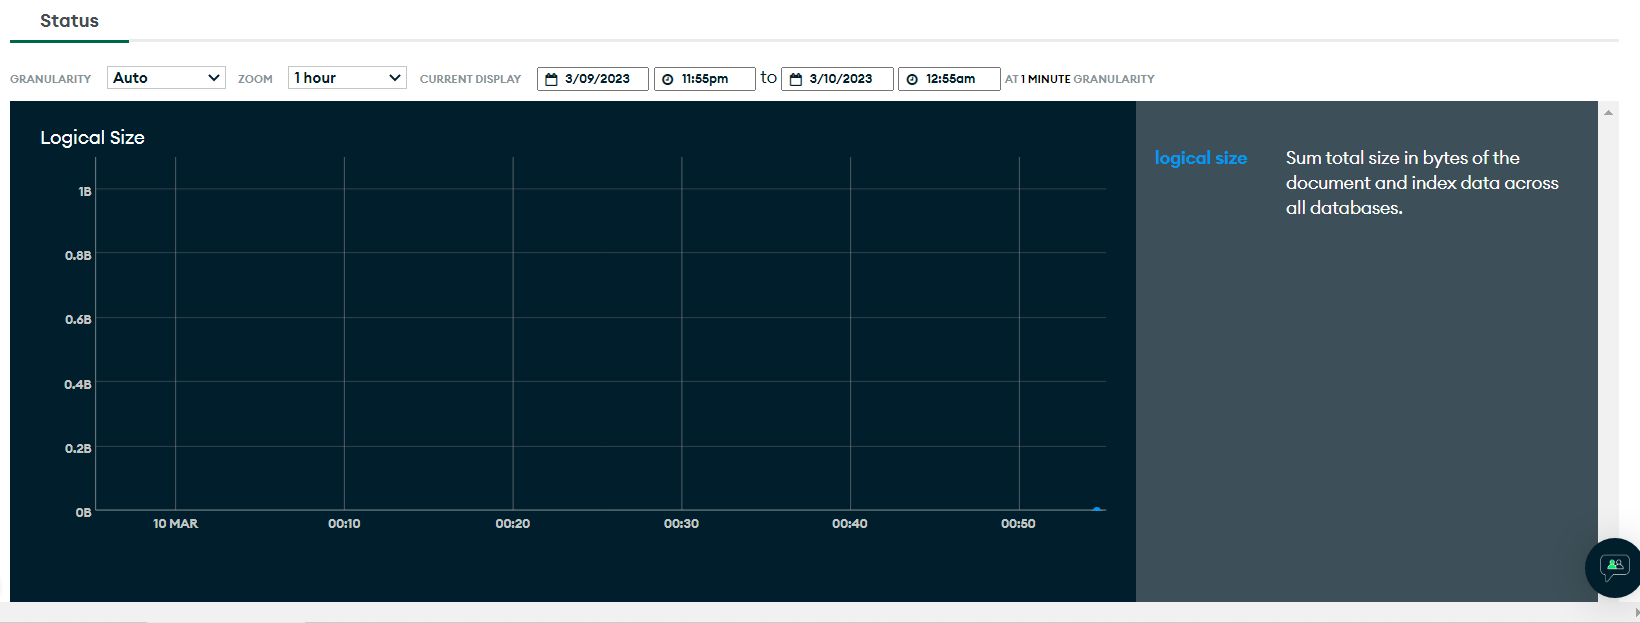 Status
GRANULARITY Auto ZOOM 1 hour CURRENT DISPLAY 3/09/2023 11:55pm to 3/10/2023 12:55am AT 1 MINUTE GRANULARITY
Logical Size
1B
0.8B
0.6B
0.4B
0.2B
0B
10 MAR 00:10 00:20 00:30 00:40 00:50
logical size Sum total size in bytes of the
document and index data across
all databases.